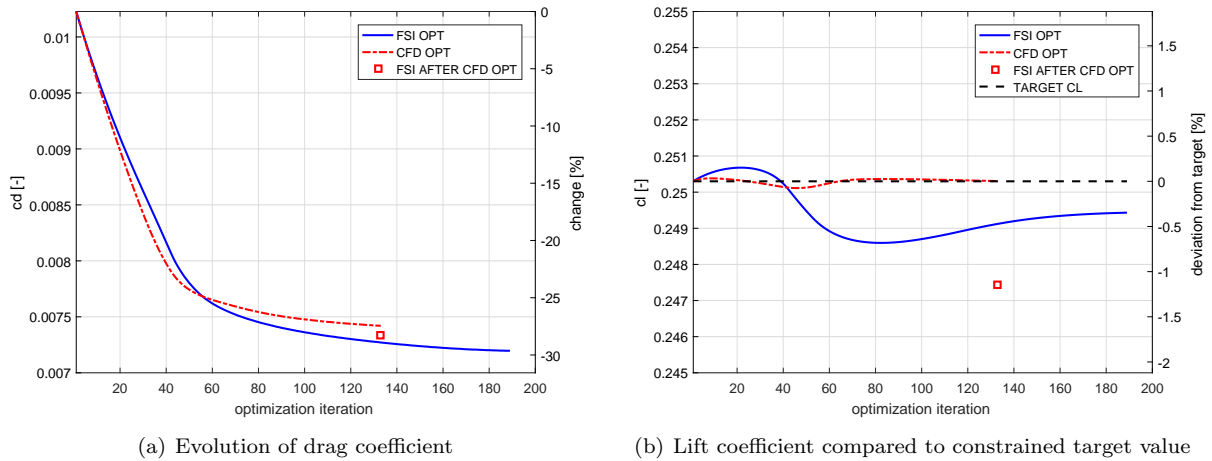 0.01
0.0095
0.009
0.0085
0.008
0.0075
0.007
cd [-]
0
-5
-10
-15
-20
-25
-30
change [%]
20 40 60 80 100 120 140 160 180 200
optimization iteration
FSI OPT
CFD OPT
FSI AFTER CFD OPT
(a) Evolution of drag coefficient
0.255
0.254
0.253
0.252
0.251
0.25
0.249
0.248
0.247
0.246
0.245
cl [-]
1.5
1
0.5
0
-0.5
-1
-1.5
-2
deviation from target [%]
20 40 60 80 100 120 140 160 180 200
optimization iteration
FSI OPT
CFD OPT
FSI AFTER CFD OPT
TARGET CL
(b) Lift coefficient compared to constrained target value